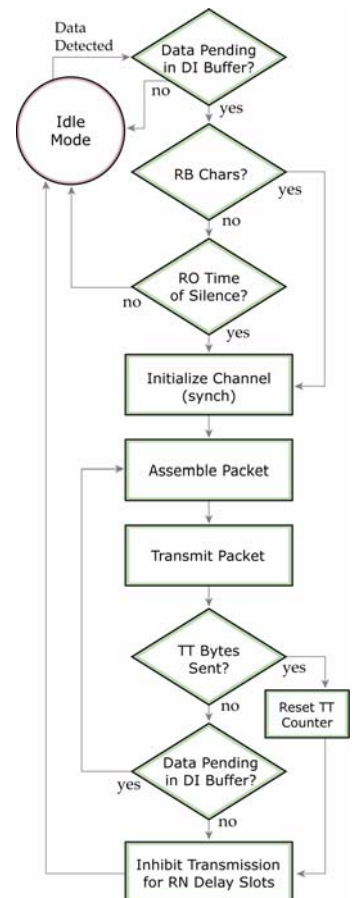 Data
Detected
Data Pending
in DI Buffer?
no
yes
Idle
Mode
RB Chars?
yes
no
RO Time
of Silence?
no
yes
Initialize Channel
(synch)
Assemble Packet
Transmit Packet
TT Bytes
Sent?
yes
no
Reset TT
Counter
Data Pending
in DI Buffer?
yes
no
Inhibit Transmission
for RN Delay Slots